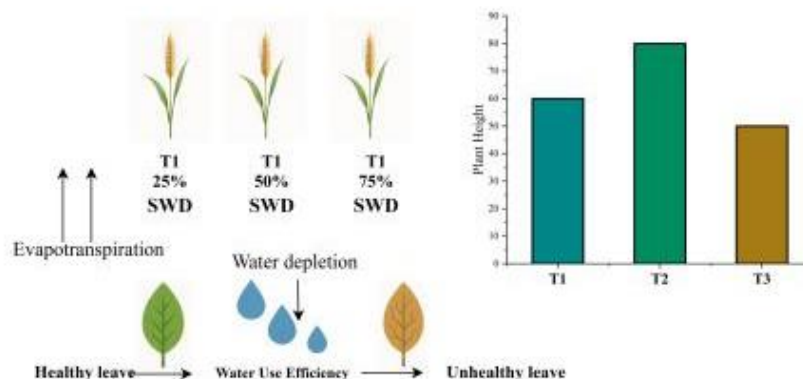 T1 T1 T1
25% 50% 75%
SWD SWD SWD
Evapotranspiration
Water depletion
Healthy leave Water Use Efficiency Unhealthy leave
Plant Height
90
80
70
60
50
40
30
20
10
0
T1 T2 T3